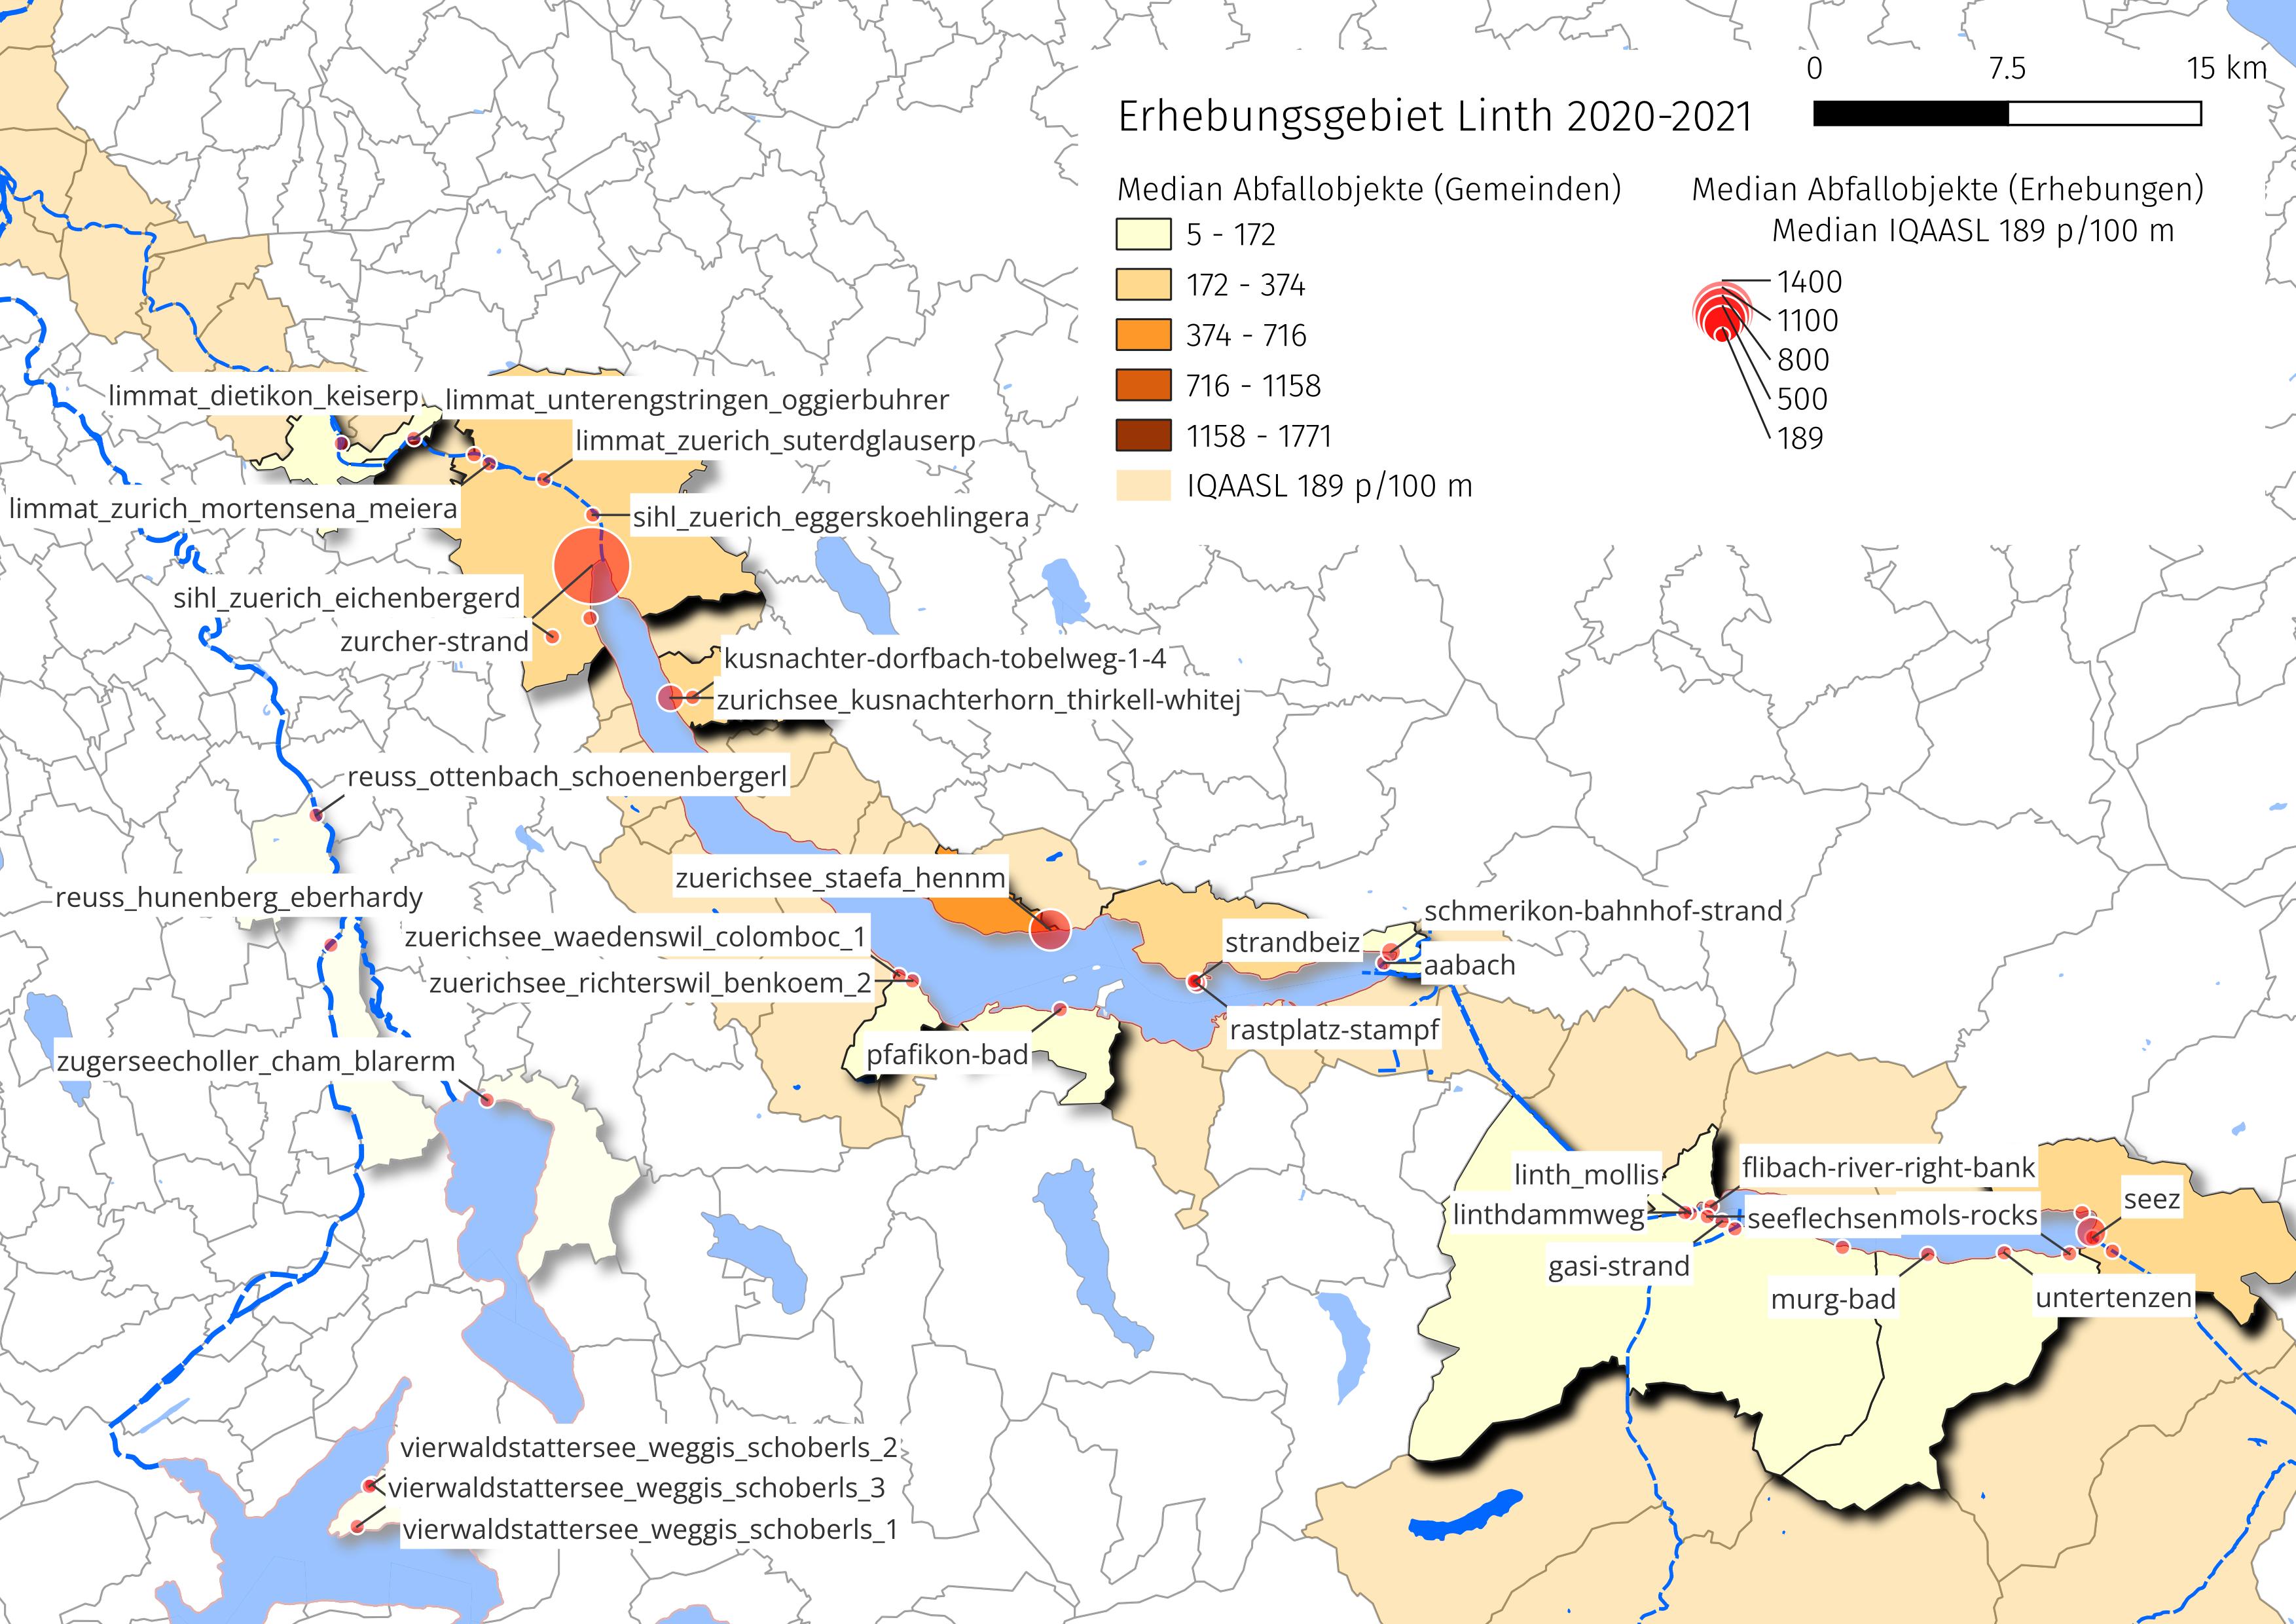 0 7.5 15 km
Erhebungsgebiet Linth 2020-2021
Median Abfallobjekte (Gemeinden)
5 - 172
172 - 374
374 - 716
716 - 1158
1158 - 1771
IQAASL 189 p/100 m
Median Abfallobjekte (Erhebungen)
Median IQAASL 189 p/100 m
1400
1100
800
500
189
limmat_dietikon_keiserp
limmat_unterengstringen_oggierbuhrer
limmat_zuerich_suterdglauserp
limmat_zurich_mortensena_meiera
sihl_zuerich_eggerskoehlingera
sihl_zuerich_eichenbergerd
zurcher-strand
kusnachter-dorfbach-tobelweg-1-4
zurichsee_kusnachterhorn_thirkell-whitej
reuss_ottenbach_schoenenbergerl
zuerichsee_staefa_hennm
reuss_hunenberg_eberhardy
zuerichsee_waedenswil_colomboc_1
zuerichsee_richterswil_benkoem_2
schmerikon-bahnhof-strand
strandbeiz
aabach
rastplatz-stampf
pfafikon-bad
zugerseecholler_cham_blarerm
linth_mollis
flibach-river-right-bank
linthdammweg
seeflechsen
mols-rocks
seez
gasi-strand
murg-bad
untertenzen
vierwaldstattersee_weggis_schoberls_2
vierwaldstattersee_weggis_schoberls_3
vierwaldstattersee_weggis_schoberls_1